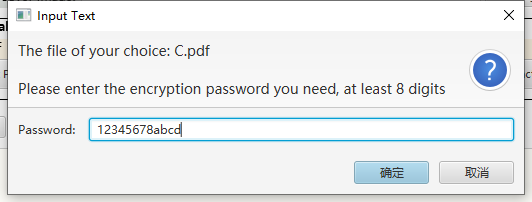 Input Text
The file of your choice: C.pdf
Please enter the encryption password you need, at least 8 digits
Password: 12345678abcd
确定 取消